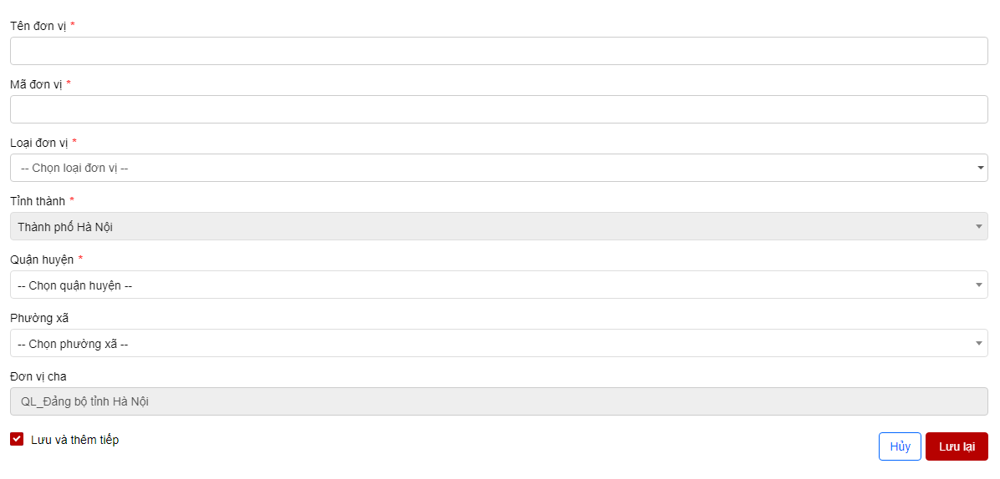 Tên đơn vị *
Mã đơn vị *
Loại đơn vị *
-- Chọn loại đơn vị --
Tỉnh thành *
Thành phố Hà Nội
Quận huyện *
-- Chọn quận huyện --
Phường xã
-- Chọn phường xã --
Đơn vị cha
QL_Đảng bộ tỉnh Hà Nội
Lưu và thêm tiếp
Hủy
Lưu lại